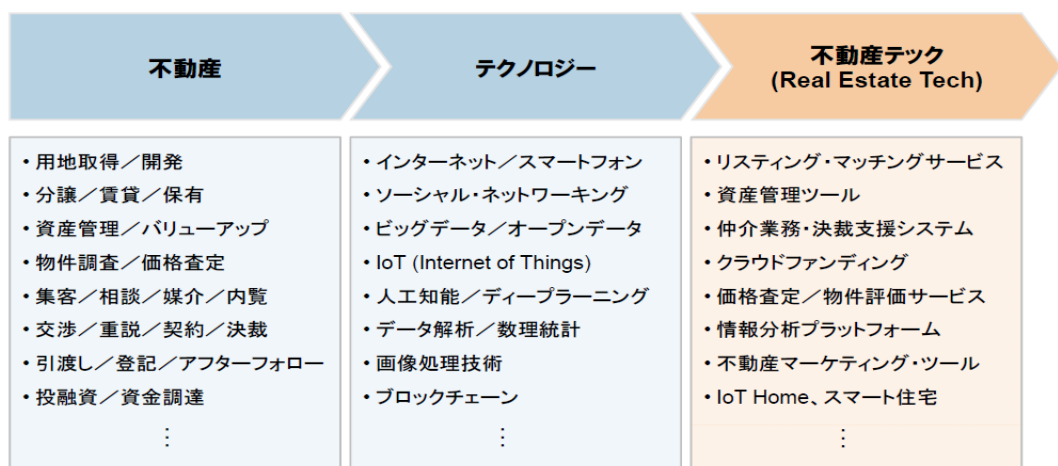 不動産
テクノロジー
不動産テック
(Real Estate Tech)
・用地取得／開発
・分譲／賃貸／保有
・資産管理／バリューアップ
・物件調査／価格査定
・集客／相談／媒介／内覧
・交渉／重説／契約／決裁
・引渡し／登記／アフターフォロー
・投融資／資金調達
⋮
・インターネット／スマートフォン
・ソーシャル・ネットワーキング
・ビッグデータ／オープンデータ
・IoT (Internet of Things)
・人工知能／ディープラーニング
・データ解析／数理統計
・画像処理技術
・ブロックチェーン
⋮
・リスティング・マッチングサービス
・資産管理ツール
・仲介業務・決裁支援システム
・クラウドファンディング
・価格査定／物件評価サービス
・情報分析プラットフォーム
・不動産マーケティング・ツール
・IoT Home、スマート住宅
⋮